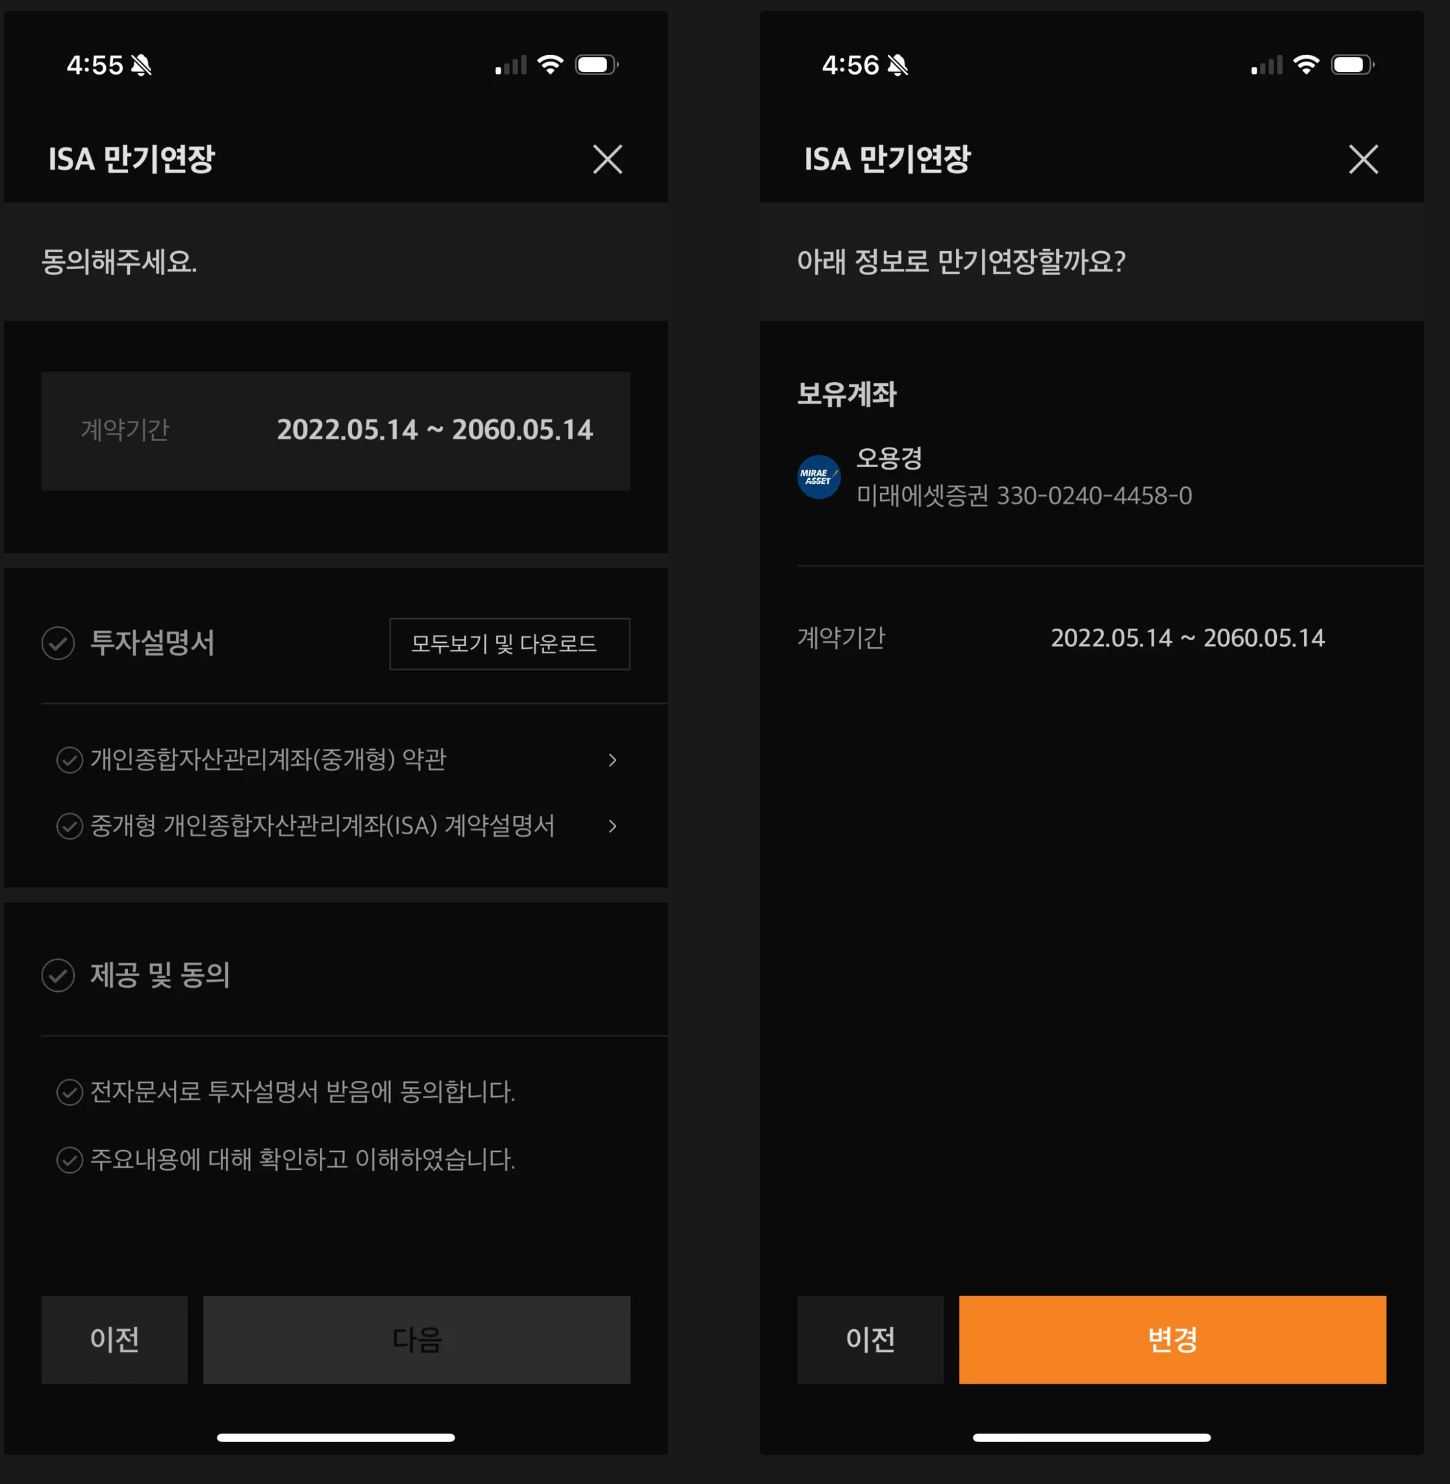 4:55
ISA 만기연장
동의해주세요.
계약기간 2022.05.14 ~ 2060.05.14
투자설명서 모두보기 및 다운로드
개인종합자산관리계좌(중개형) 약관
중개형 개인종합자산관리계좌(ISA) 계약설명서
제공 및 동의
전자문서로 투자설명서 받음에 동의합니다.
주요내용에 대해 확인하고 이해하였습니다.
이전 다음
4:56
ISA 만기연장
아래 정보로 만기연장할까요?
보유계좌
MIRAE
ASSET
오용경
미래에셋증권 330-0240-4458-0
계약기간 2022.05.14 ~ 2060.05.14
이전 변경